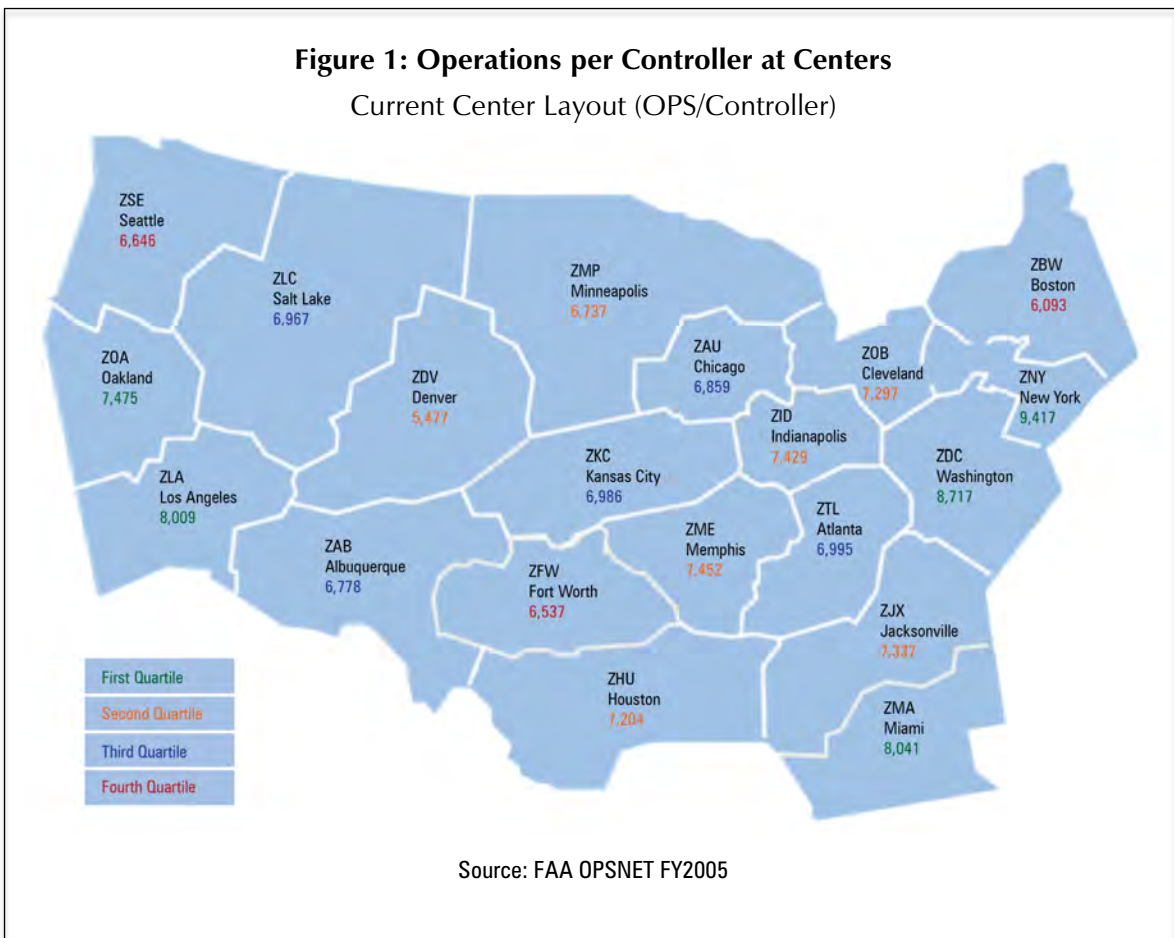 Figure 1: Operations per Controller at Centers
Current Center Layout (OPS/Controller)
ZSE
Seattle
6,646
ZLC
Salt Lake
6,967
ZMP
Minneapolis
6,737
ZBW
Boston
6,093
ZOA
Oakland
7,475
ZDV
Denver
5,477
ZAU
Chicago
6,859
ZOB
Cleveland
7,297
ZNY
New York
9,417
ZID
Indianapolis
7,429
ZLA
Los Angeles
8,009
ZKC
Kansas City
6,986
ZDC
Washington
8,717
ZAB
Albuquerque
6,778
ZFW
Fort Worth
6,537
ZME
Memphis
7,452
ZTL
Atlanta
6,995
ZJX
Jacksonville
7,337
ZHU
Houston
7,204
ZMA
Miami
8,041
First Quartile
Second Quartile
Third Quartile
Fourth Quartile
Source: FAA OPSNET FY2005